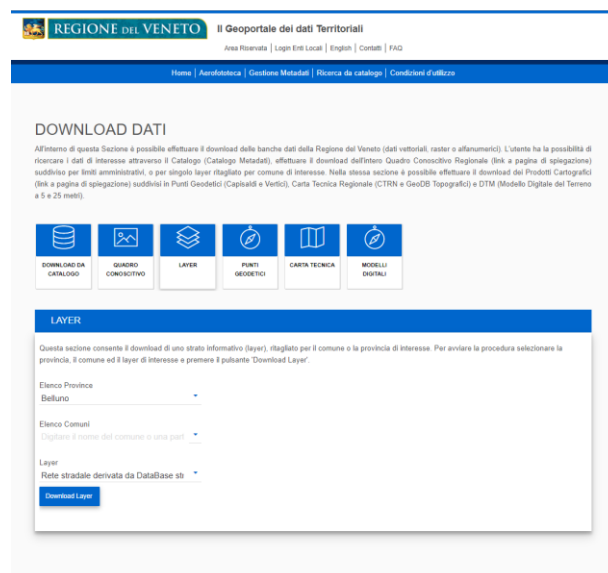 REGIONE DEL VENETO
Il Geoportale dei dati Territoriali
Area Riservata | Login Enti Locali | English | Contatti | FAQ
Home | Aerofototeca | Gestione Metadati | Ricerca da catalogo | Condizioni d'utilizzo
DOWNLOAD DATI
All'interno di questa Sezione è possibile effettuare il download delle banche dati della Regione del Veneto (dati vettoriali, raster o alfanumerici). L'utente ha la possibilità di
ricercare i dati di interesse attraverso il Catalogo (Catalogo Metadati), effettuare il download dell'intero Quadro Conoscitivo Regionale (link a pagina di spiegazione)
suddiviso per limiti amministrativi, o per singolo layer ritagliato per comune di interesse. Nella stessa sezione è possibile effettuare il download dei Prodotti Cartografici
(link a pagina di spiegazione) suddivisi in Punti Geodetici (Capisaldi e Vertici), Carta Tecnica Regionale (CTRN e GeoDB Topografici) e DTM (Modello Digitale del Terreno
a 5 e 25 metri).
DOWNLOAD DA CATALOGO
QUADRO CONOSCITIVO
LAYER
PUNTI GEODETICI
CARTA TECNICA
MODELLI DIGITALI
LAYER
Questa sezione consente il download di uno strato informativo (layer), ritagliato per il comune o la provincia di interesse. Per avviare la procedura selezionare la
provincia, il comune ed il layer di interesse e premere il pulsante 'Download Layer'.
Elenco Province
Belluno
Elenco Comuni
Digitare il nome del comune o una part
Layer
Rete stradale derivata da DataBase str
Download Layer